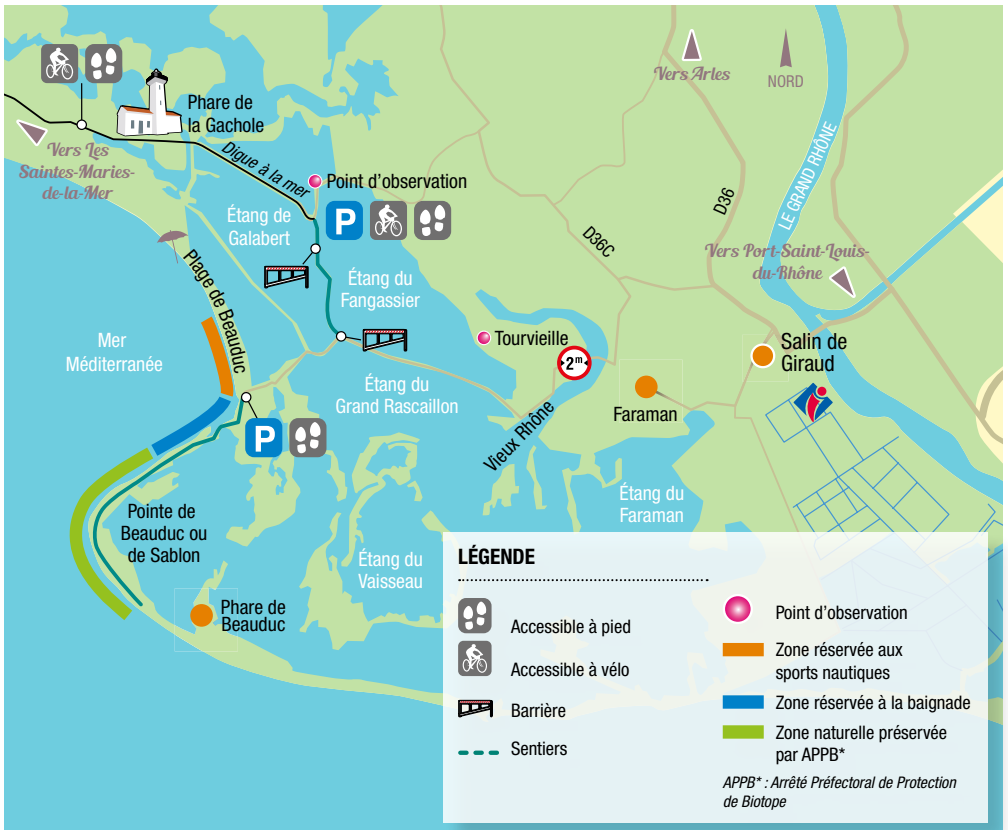 Vers Arles
NORD
Phare de
la Gachole
Vers Les
Saintes-Maries-
de-la-Mer
Digue à la mer
Point d'observation
LE GRAND RHÔNE
D36
D36C
Étang de
Galabert
P
Vers Port-Saint-Louis-
du-Rhône
Étang du
Fangassier
Plage de Beauduc
Mer
Méditerranée
Tourvieille
2m
Salin de
Giraud
Étang du
Grand Rascaillon
Faraman
P
Vieux Rhône
Pointe de
Beauduc ou
de Sablon
Étang du
Faraman
Étang du
Vaisseau
Phare de
Beauduc
LÉGENDE
Accessible à pied
Accessible à vélo
Barrière
Sentiers
Point d'observation
Zone réservée aux
sports nautiques
Zone réservée à la baignade
Zone naturelle préservée
par APPB*
APPB* : Arrêté Préfectoral de Protection
de Biotope